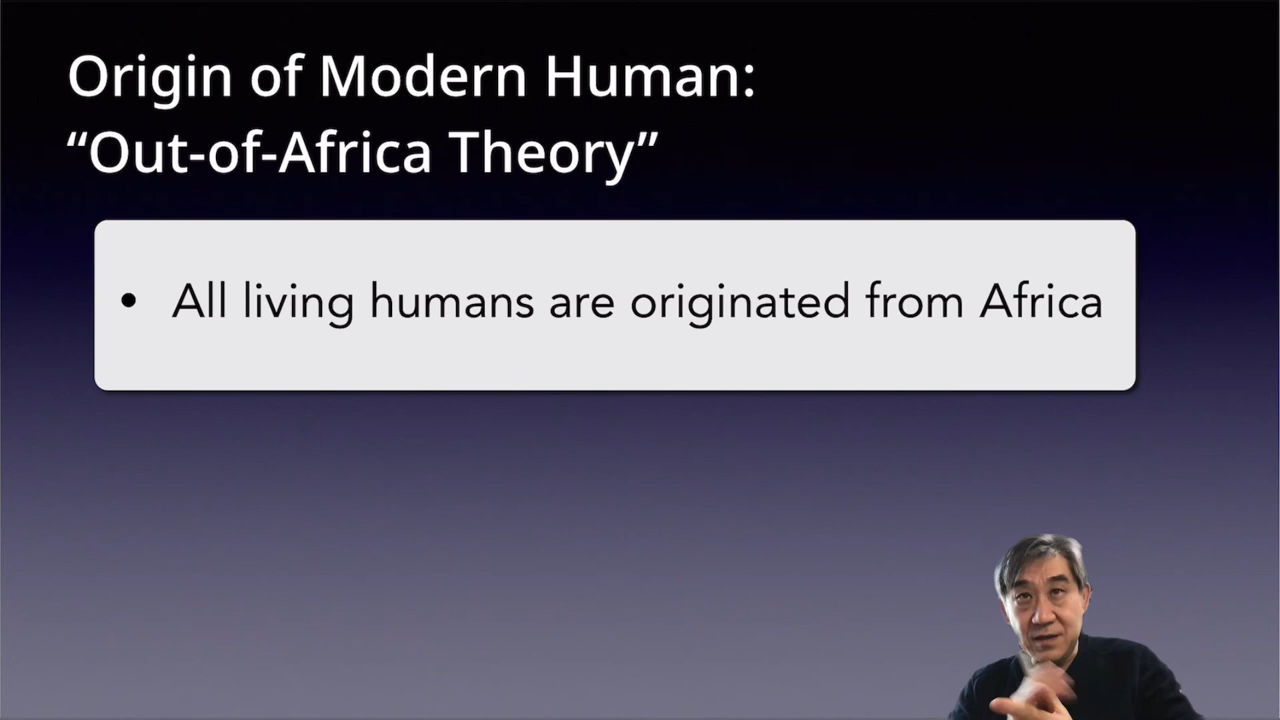 Origin of Modern Human:
“Out-of-Africa Theory”
• All living humans are originated from Africa